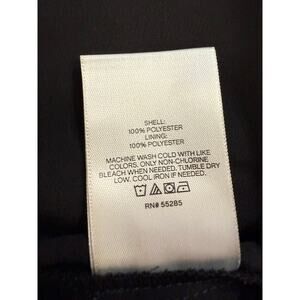 SHELL:
100% POLYESTER
LINING:
100% POLYESTER
MACHINE WASH COLD WITH LIKE
COLORS. ONLY NON-CHLORINE
BLEACH WHEN NEEDED. TUMBLE DRY
LOW. COOL IRON IF NEEDED.
RN# 55285